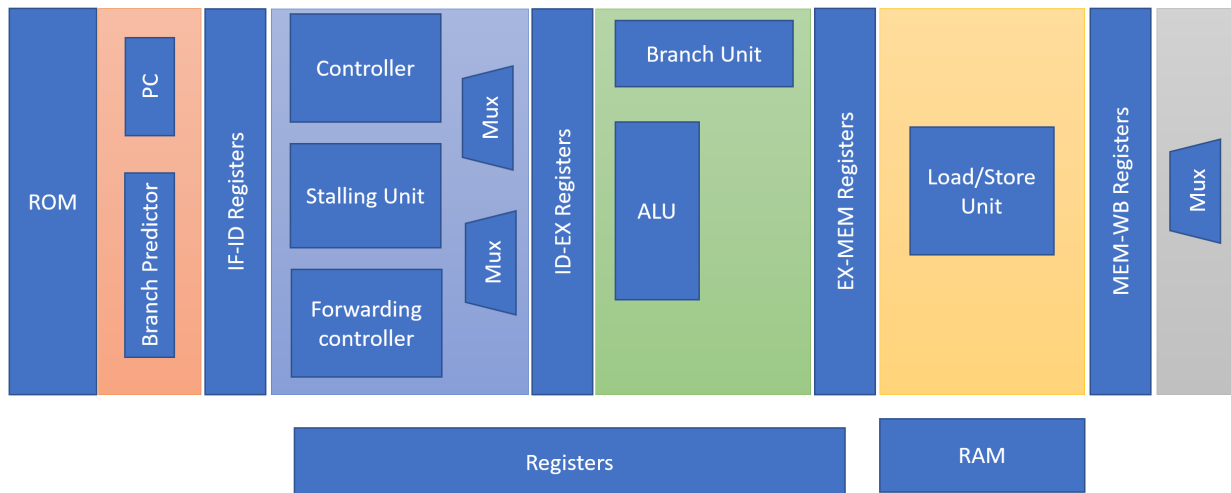 ROM
PC
Branch Predictor
IF-ID Registers
Controller
Stalling Unit
Forwarding
controller
Mux
Mux
ID-EX Registers
Branch Unit
ALU
EX-MEM Registers
Load/Store
Unit
MEM-WB Registers
Mux
Registers
RAM